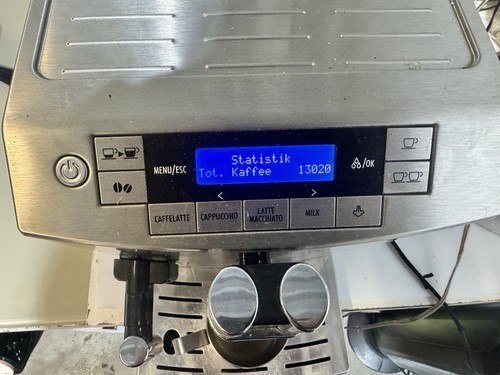 MENU/ESC
Statistik
Tot. Kaffee 13020
/OK
<
>
CAFFELATTE
CAPPUCCINO
LATTE
MACCHIATO
MILK